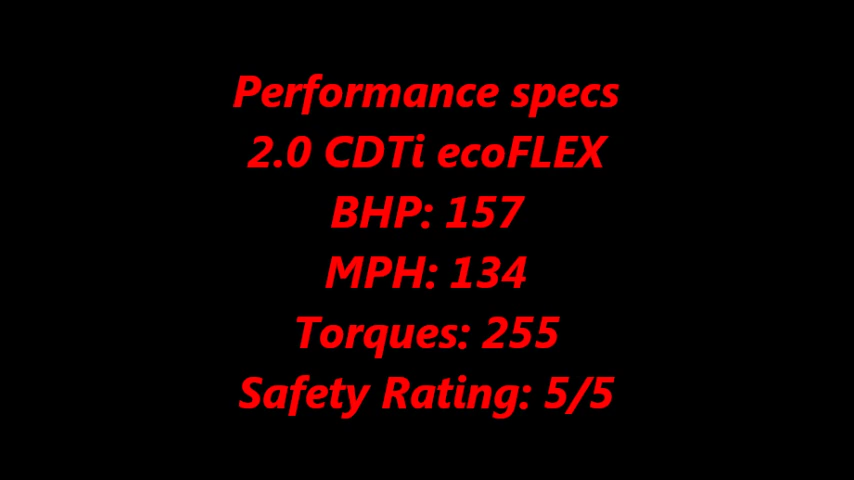 Performance specs
2.0 CDTi ecoFLEX
BHP: 157
MPH: 134
Torques: 255
Safety Rating: 5/5